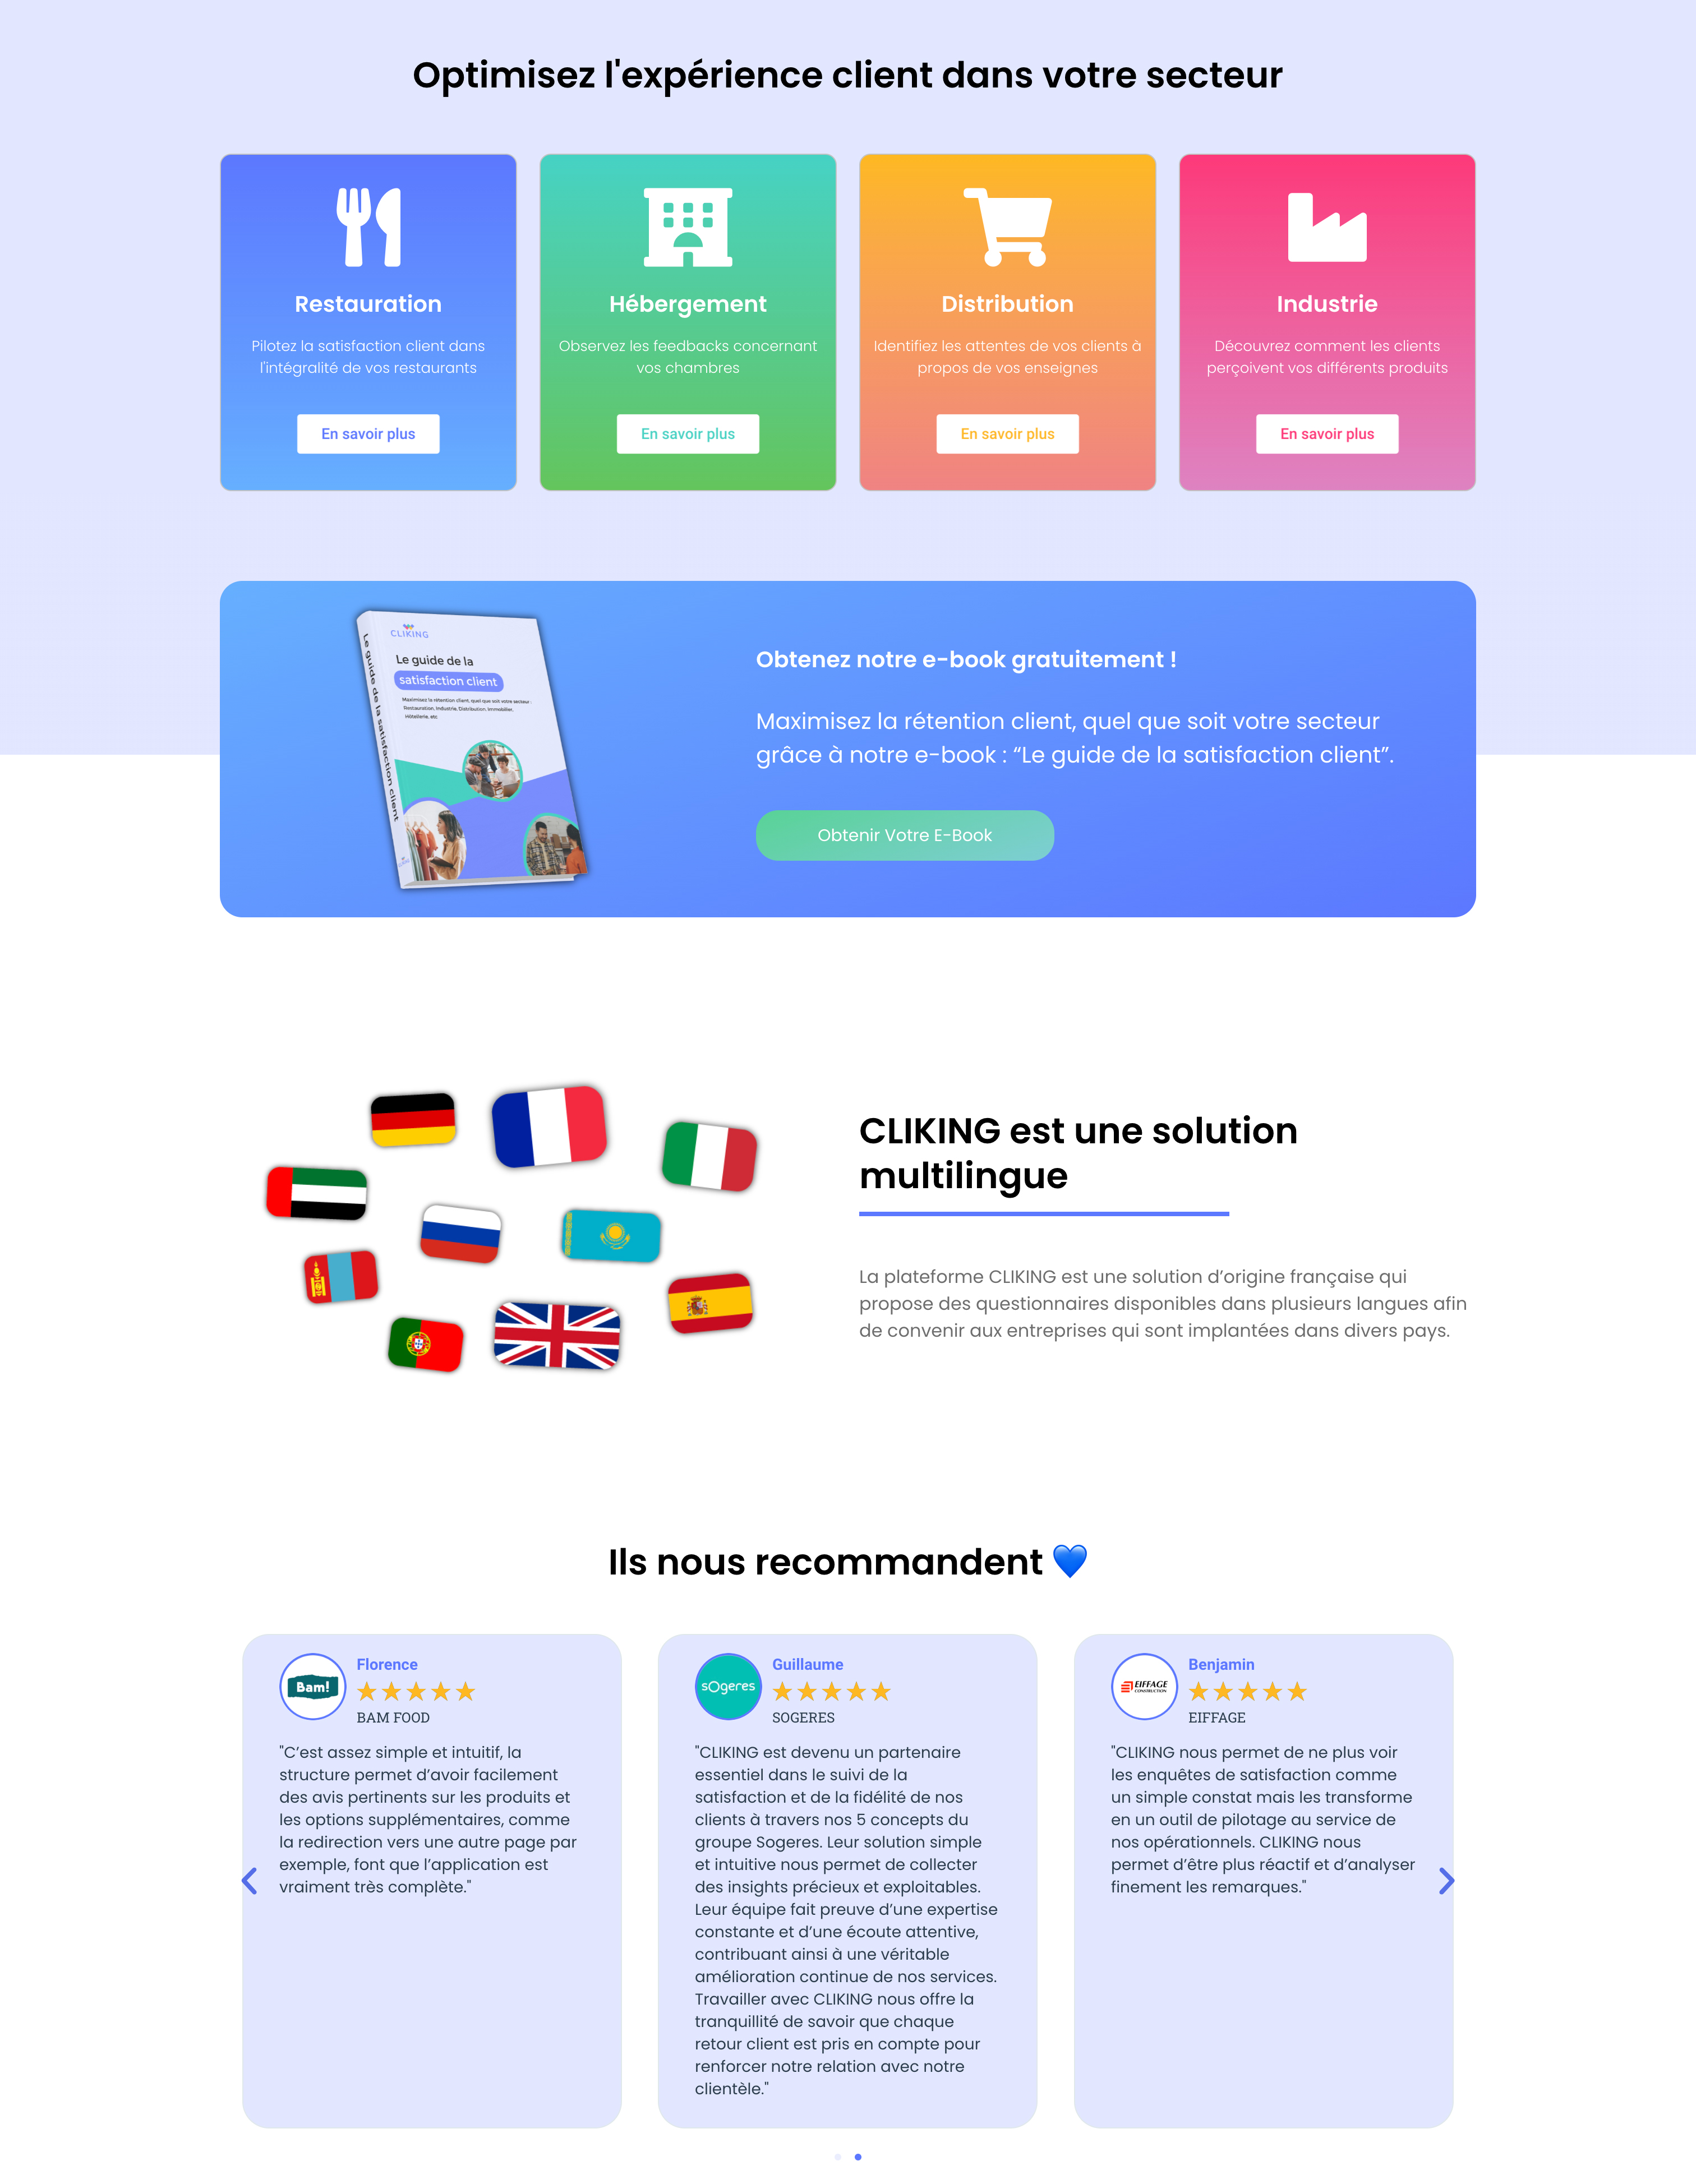 Optimisez l'expérience client dans votre secteur
Restauration
Pilotez la satisfaction client dans
l'intégralité de vos restaurants
En savoir plus
Hébergement
Observez les feedbacks concernant
vos chambres
En savoir plus
Distribution
Identifiez les attentes de vos clients à
propos de vos enseignes
En savoir plus
Industrie
Découvrez comment les clients
perçoivent vos différents produits
En savoir plus
Le guide de la satisfaction client
CLIKING
Le guide de la
satisfaction client
Maximisez la rétention client, quel que soit votre secteur :
Restauration, Industrie, Distribution, Immobilier,
Hôtellerie, etc
Obtenez notre e-book gratuitement !
Maximisez la rétention client, quel que soit votre secteur
grâce à notre e-book : “Le guide de la satisfaction client”.
Obtenir Votre E-Book
CLIKING est une solution
multilingue
La plateforme CLIKING est une solution d’origine française qui
propose des questionnaires disponibles dans plusieurs langues afin
de convenir aux entreprises qui sont implantées dans divers pays.
Ils nous recommandent 💙
Bam!
Florence
BAM FOOD
"C’est assez simple et intuitif, la
structure permet d’avoir facilement
des avis pertinents sur les produits et
les options supplémentaires, comme
la redirection vers une autre page par
exemple, font que l’application est
vraiment très complète."
sOgeres
Guillaume
SOGERES
"CLIKING est devenu un partenaire
essentiel dans le suivi de la
satisfaction et de la fidélité de nos
clients à travers nos 5 concepts du
groupe Sogeres. Leur solution simple
et intuitive nous permet de collecter
des insights précieux et exploitables.
Leur équipe fait preuve d’une expertise
constante et d’une écoute attentive,
contribuant ainsi à une véritable
amélioration continue de nos services.
Travailler avec CLIKING nous offre la
tranquillité de savoir que chaque
retour client est pris en compte pour
renforcer notre relation avec notre
clientèle."
EIFFAGE
CONSTRUCTION
Benjamin
EIFFAGE
"CLIKING nous permet de ne plus voir
les enquêtes de satisfaction comme
un simple constat mais les transforme
en un outil de pilotage au service de
nos opérationnels. CLIKING nous
permet d’être plus réactif et d’analyser
finement les remarques."